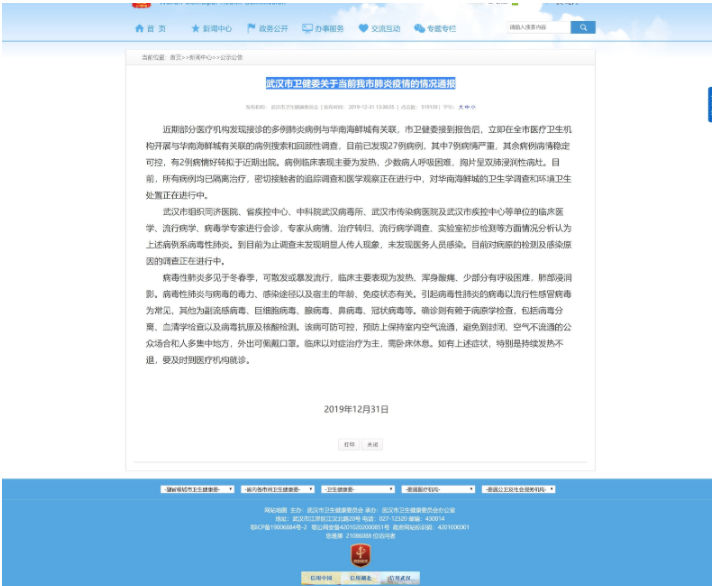 首 页 新闻中心 政务公开 办事服务 交流互动 专题专栏 请输入搜索内容
当前位置: 首页>>新闻中心>>公示公告
武汉市卫健委关于当前我市肺炎疫情的情况通报
发布机构: 武汉市卫生健康委员会 | 发布时间: 2019-12-31 13:38:05 | 点击量: | 字号: 大 中 小
近期部分医疗机构发现接诊的多例肺炎病例与华南海鲜城有关联,市卫健委接到报告后,立即在全市医疗卫生机
构开展与华南海鲜城有关联的病例搜索和回顾性调查,目前已发现27例病例,其中7例病情严重,其余病例病情稳定
可控,有2例病情好转拟于近期出院。病例临床表现主要为发热,少数病人呼吸困难,胸片呈双肺浸润性病灶。目
前,所有病例均已隔离治疗,密切接触者的追踪调查和医学观察正在进行中,对华南海鲜城的卫生学调查和环境卫生
处置正在进行中。
武汉市组织同济医院、省疾控中心、中科院武汉病毒所、武汉市传染病医院及武汉市疾控中心等单位的临床医
学、流行病学、病毒学专家进行会诊,专家从病情、治疗转归、流行病学调查、实验室初步检测等方面情况分析认为
上述病例系病毒性肺炎。到目前为止调查未发现明显人传人现象,未发现医务人员感染。目前对病原的检测及感染原
因的调查正在进行中。
病毒性肺炎多见于冬春季,可散发或暴发流行,临床主要表现为发热、浑身酸痛、少部分有呼吸困难,肺部浸润
影。病毒性肺炎与病毒的毒力、感染途径以及宿主的年龄、免疫状态有关。引起病毒性肺炎的病毒以流行性感冒病毒
为常见,其他为副流感病毒、巨细胞病毒、腺病毒、鼻病毒、冠状病毒等。确诊则有赖于病原学检查,包括病毒分
离、血清学检查以及病毒抗原及核酸检测。该病可防可控,预防上保持室内空气流通,避免到封闭、空气不流通的公
众场合和人多集中地方,外出可佩戴口罩。临床以对症治疗为主,需卧床休息。如有上述症状,特别是持续发热不
退,要及时到医疗机构就诊。
2019年12月31日
打印 关闭
网站地图 主办: 武汉市卫生健康委员会 承办: 武汉市卫生健康委员会办公室
地址: 武汉市江岸区江汉北路20号 电话: 027-12320 邮编: 430014
您是第 位访问者
信用中国 信用湖北 信用武汉